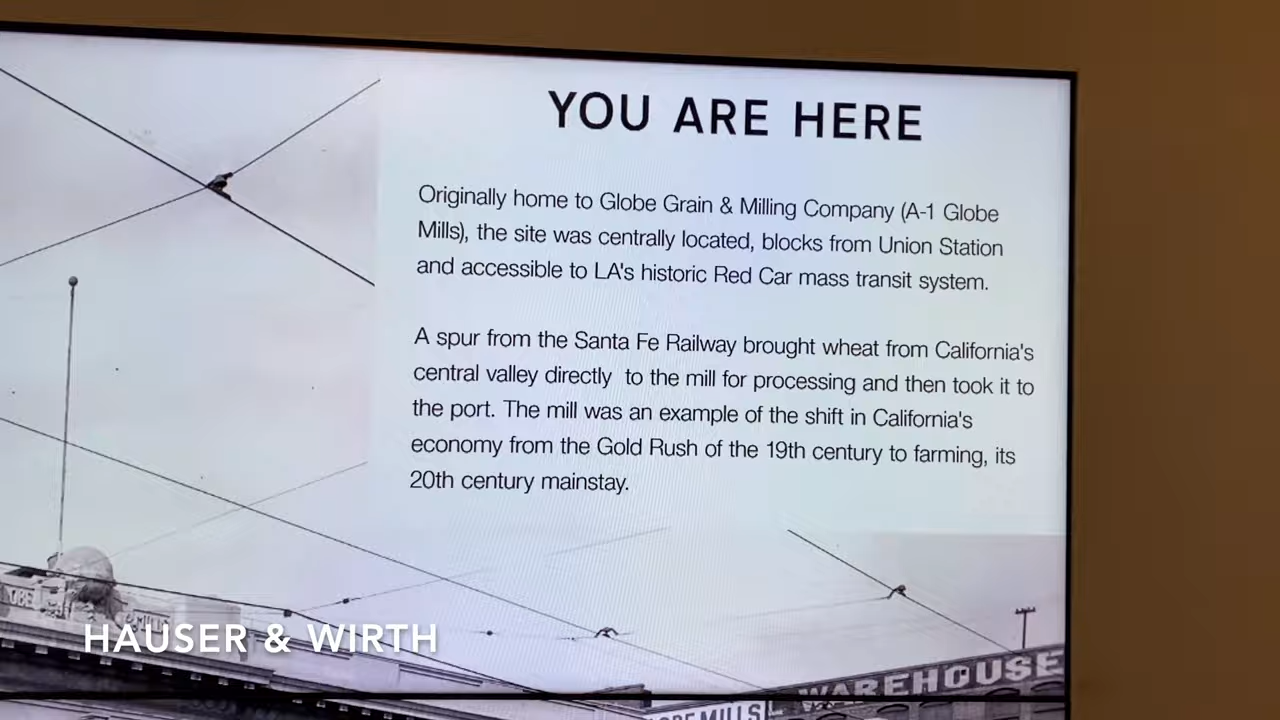 YOU ARE HERE
Originally home to Globe Grain & Milling Company (A-1 Globe
Mills), the site was centrally located, blocks from Union Station
and accessible to LA's historic Red Car mass transit system.
A spur from the Santa Fe Railway brought wheat from California's
central valley directly to the mill for processing and then took it to
the port. The mill was an example of the shift in California's
economy from the Gold Rush of the 19th century to farming, its
20th century mainstay.
HAUSER & WIRTH
WAREHOUSE
MILLS